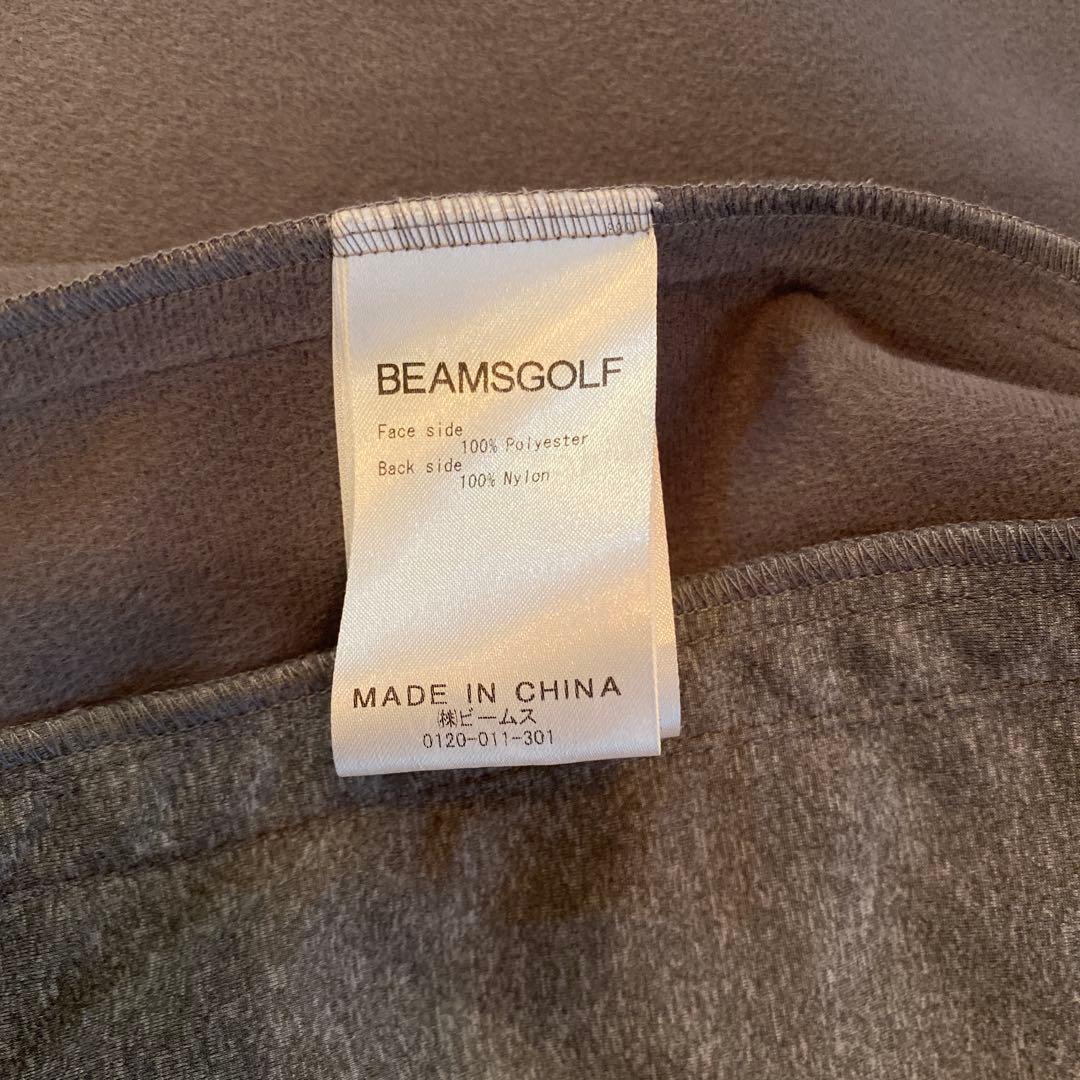 BEAMSGOLF
Face side
100% Polyester
Back side
100% Nylon
MADE IN CHINA
㈱ビームス
0120-011-301